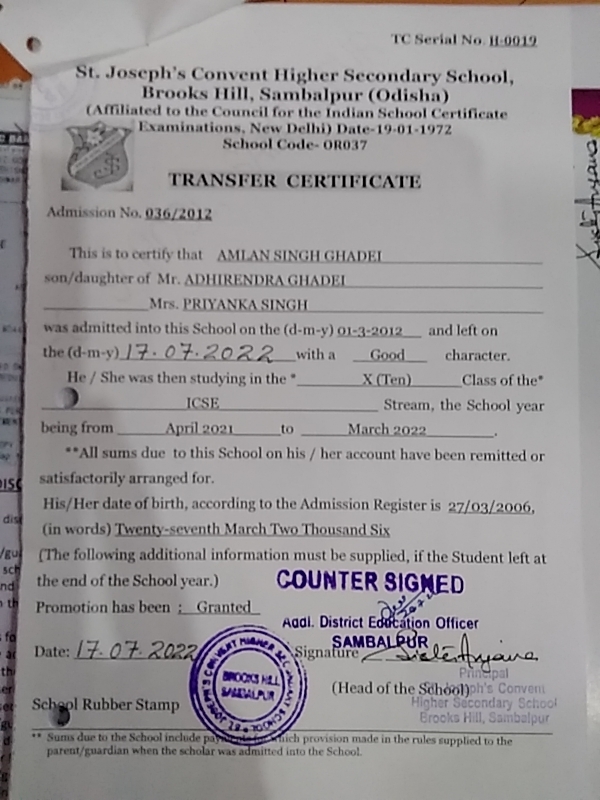 TC Serial No. H-0019
St. Joseph's Convent Higher Secondary School,
Brooks Hill, Sambalpur (Odisha)
(Affiliated to the Council for the Indian School Certificate
Examinations, New Delhi) Date-19-01-1972
School Code- OR037
TRANSFER CERTIFICATE
Admission No. 036/2012
This is to certify that AMLAN SINGH GHADEI
son/daughter of Mr. ADHIRENDRA GHADEI
Mrs. PRIYANKA SINGH
was admitted into this School on the (d-m-y) 01-3-2012 and left on
the (d-m-y) 17.07.2022 with a Good character.
He / She was then studying in the * X (Ten) Class of the*
ICSE Stream, the School year
being from April 2021 to March 2022.
**All sums due to this School on his / her account have been remitted or
satisfactorily arranged for.
His/Her date of birth, according to the Admission Register is 27/03/2006,
(in words) Twenty-seventh March Two Thousand Six
(The following additional information must be supplied, if the Student left at
the end of the School year.)
COUNTER SIGNED
Promotion has been : Granted
Addl. District Education Officer
SAMBALPUR
Date: 17.07.2022
Signature
BROOKS HILL
SAMBALPUR
Principal
(Head of the School)
Joseph's Convent
School Rubber Stamp
Higher Secondary School
Brooks Hill, Sambalpur
** Sums due to the School include which provision made in the rules supplied to the
parent/guardian when the scholar was admitted into the School.